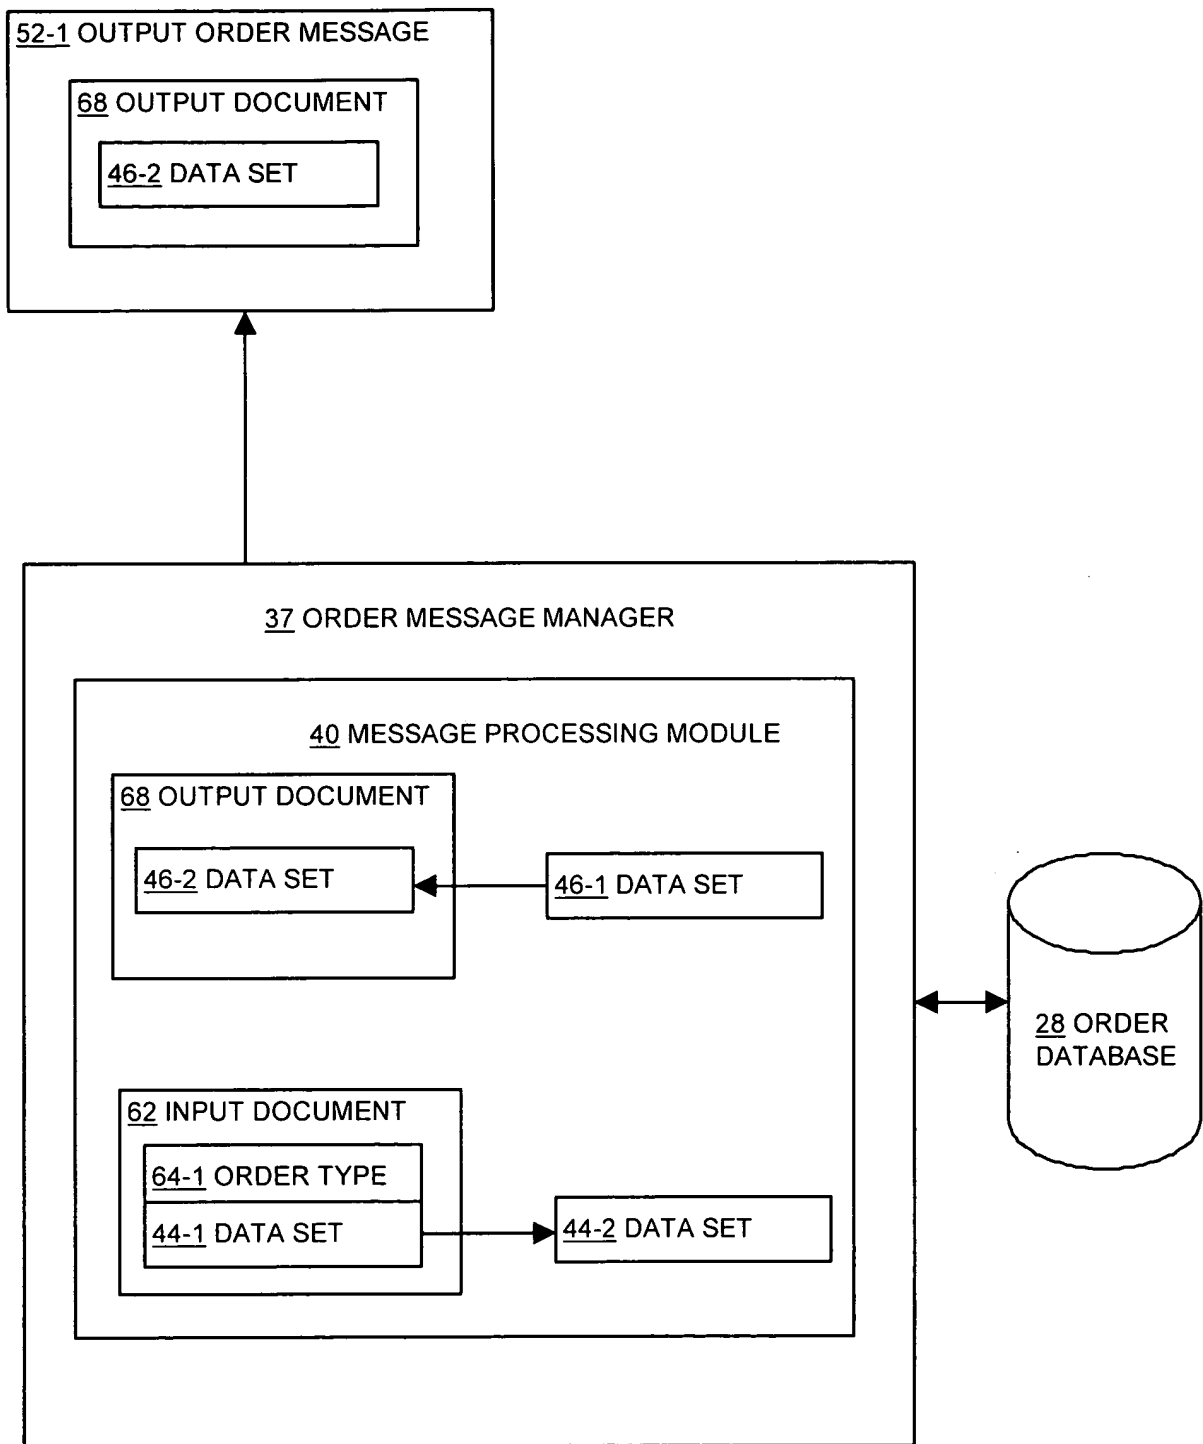 52-1 OUTPUT ORDER MESSAGE
68 OUTPUT DOCUMENT
46-2 DATA SET
37 ORDER MESSAGE MANAGER
40 MESSAGE PROCESSING MODULE
68 OUTPUT DOCUMENT
46-2 DATA SET
46-1 DATA SET
28 ORDER
DATABASE
62 INPUT DOCUMENT
64-1 ORDER TYPE
44-1 DATA SET
44-2 DATA SET